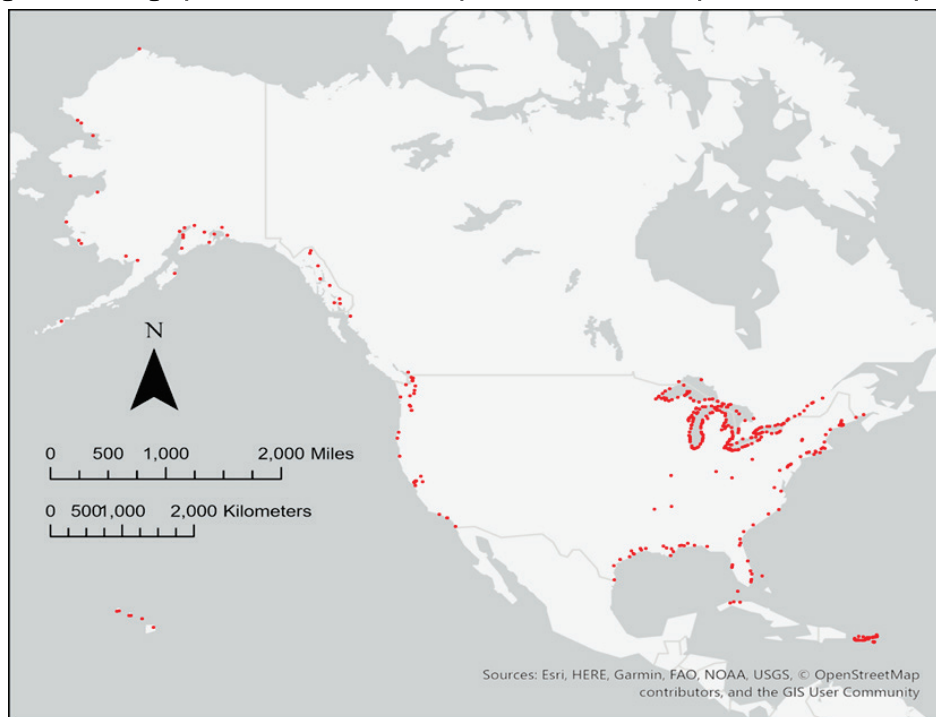 N
0 500 1,000 2,000 Miles
0 5001,000 2,000 Kilometers
Sources: Esri, HERE, Garmin, FAO, NOAA, USGS, © OpenStreetMap
contributors, and the GIS User Community